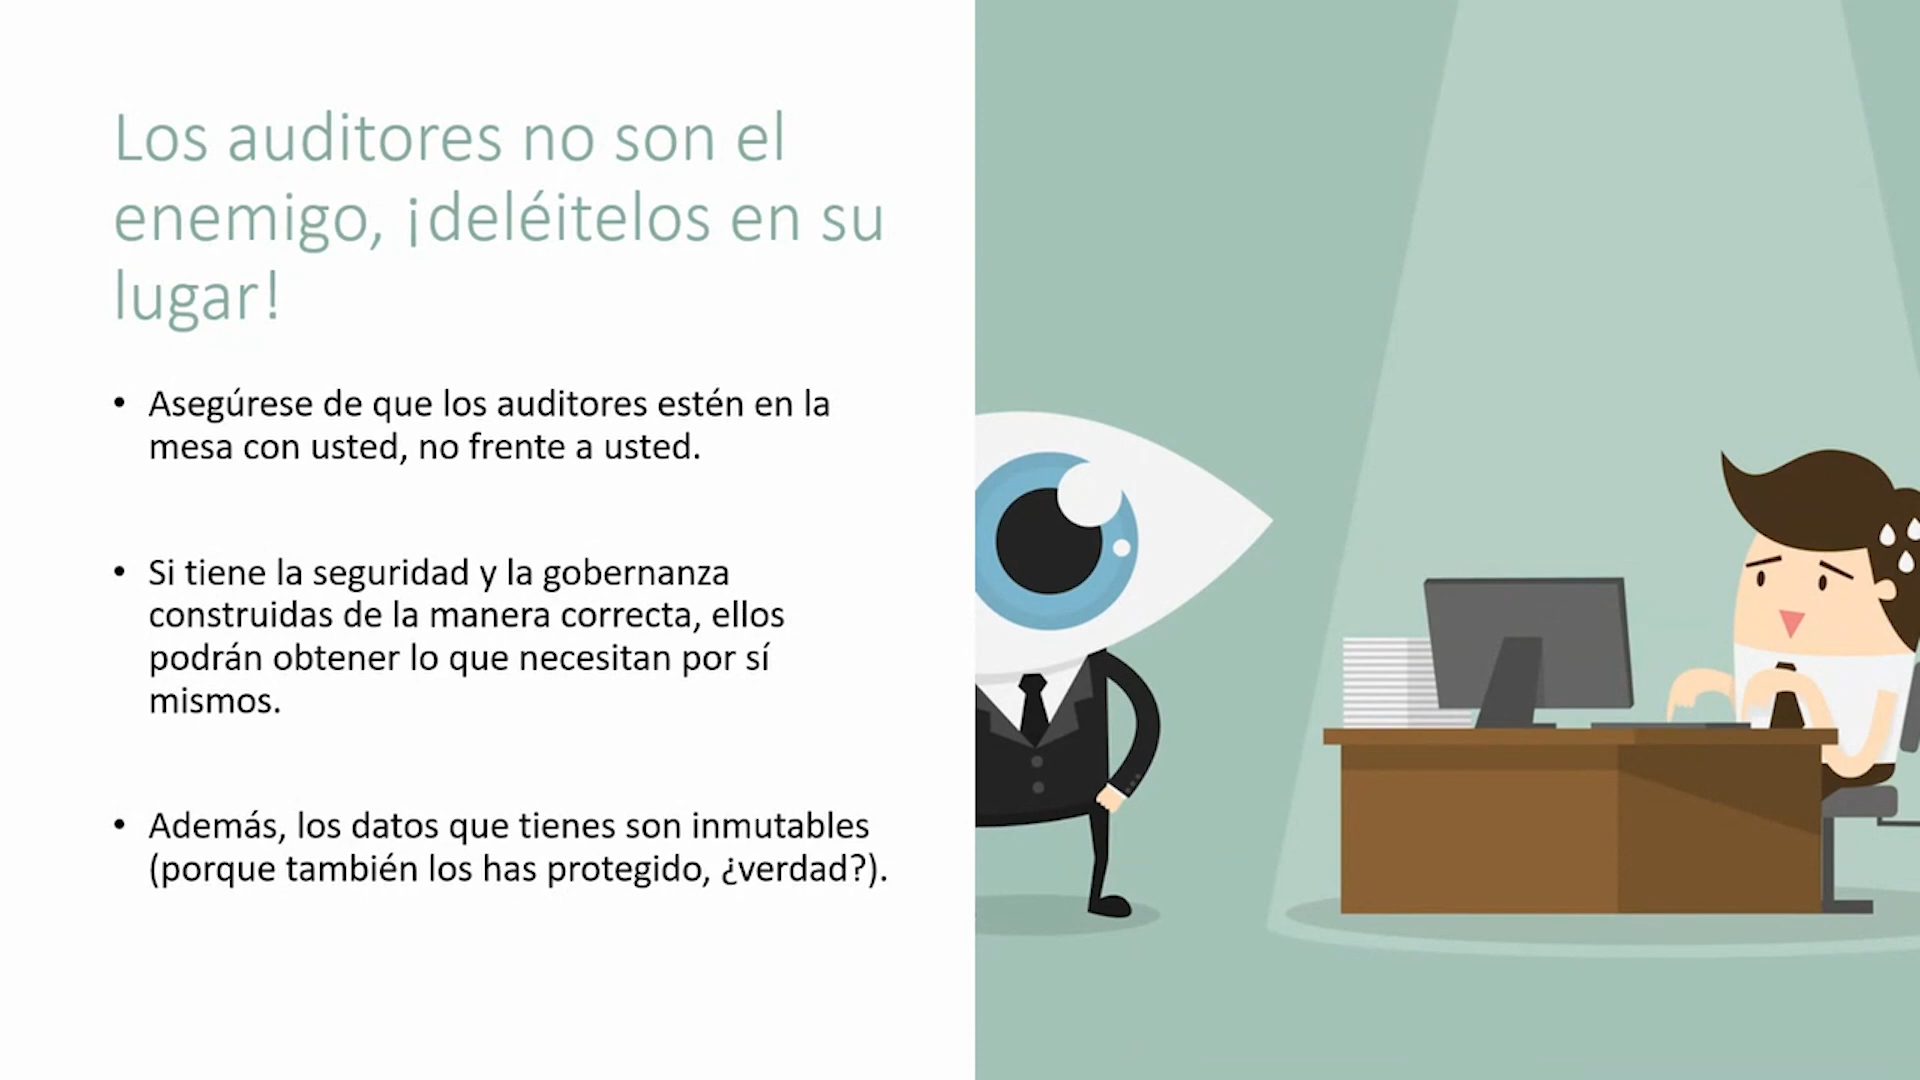 Los auditores no son el
enemigo, ¡deléitelos en su
lugar!
• Asegúrese de que los auditores estén en la
mesa con usted, no frente a usted.
• Si tiene la seguridad y la gobernanza
construidas de la manera correcta, ellos
podrán obtener lo que necesitan por sí
mismos.
• Además, los datos que tienes son inmutables
(porque también los has protegido, ¿verdad?).